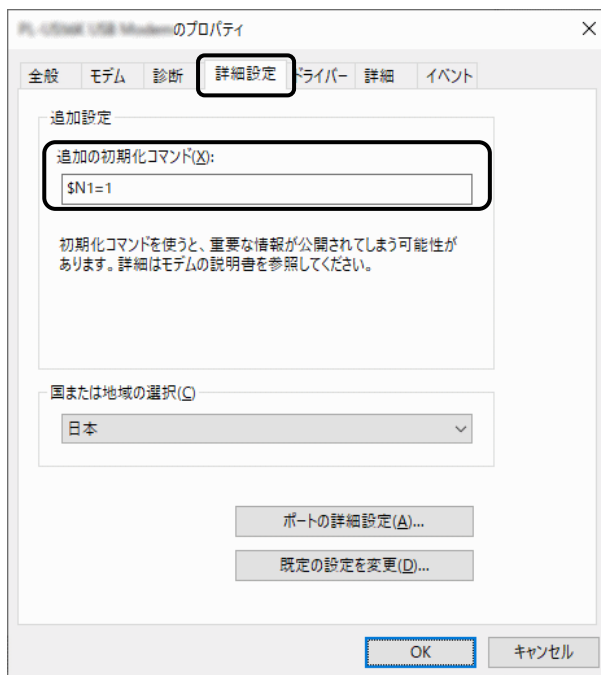 のプロパティ
全般 モデム 診断 詳細設定 ドライバー 詳細 イベント
追加設定
追加の初期化コマンド(X):
$N1=1
初期化コマンドを使うと、重要な情報が公開されてしまう可能性が
あります。詳細はモデムの説明書を参照してください。
国または地域の選択(C)
日本
ポートの詳細設定(A)...
既定の設定を変更(D)...
OK キャンセル